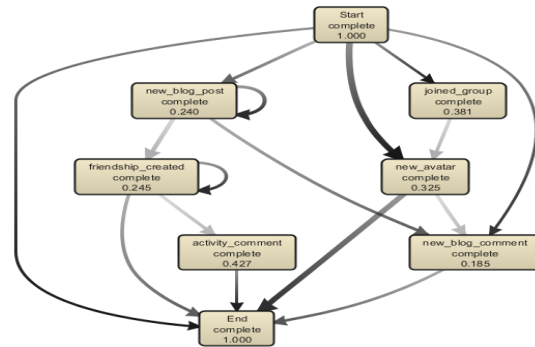 Start
complete
1.000
new_blog_post
complete
0.240
joined_group
complete
0.381
friendship_created
complete
0.245
new_avatar
complete
0.325
activity_comment
complete
0.427
new_blog_comment
complete
0.185
End
complete
1.000